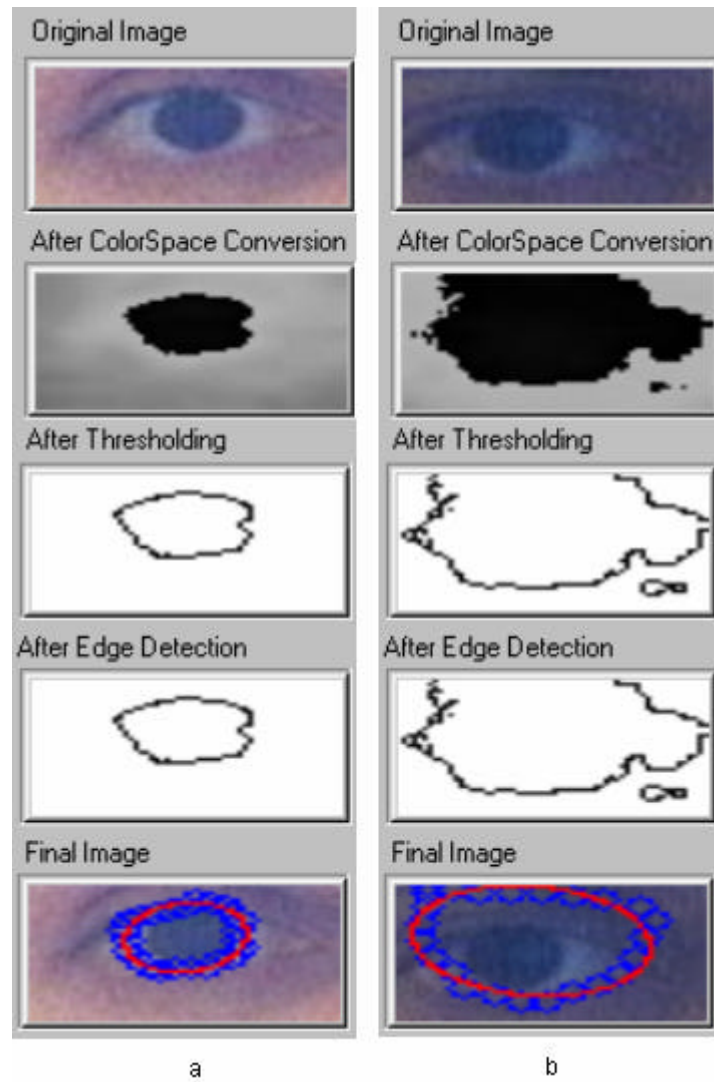 Original Image
After ColorSpace Conversion
After Thresholding
After Edge Detection
Final Image
a
Original Image
After ColorSpace Conversion
After Thresholding
After Edge Detection
Final Image
b